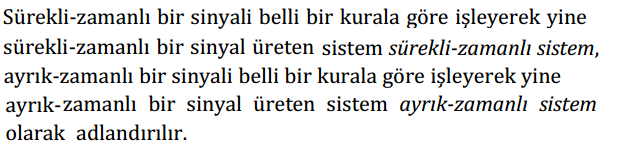 Sürekli-zamanlı bir sinyali belli bir kurala göre işleyerek yine
sürekli-zamanlı bir sinyal üreten sistem sürekli-zamanlı sistem,
ayrık-zamanlı bir sinyali belli bir kurala göre işleyerek yine
ayrık-zamanlı bir sinyal üreten sistem ayrık-zamanlı sistem
olarak adlandırılır.